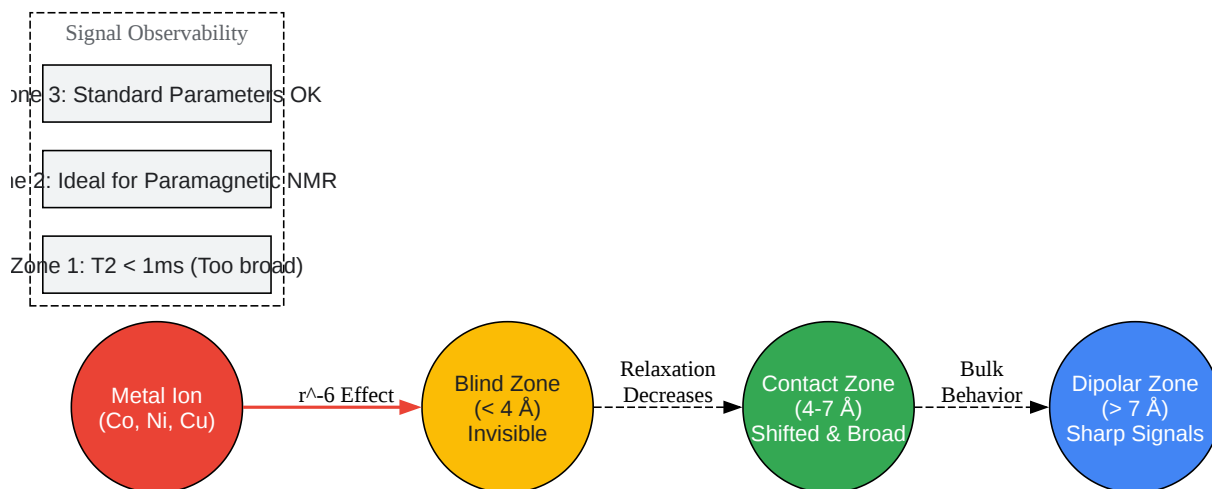 Signal Observability
one 3: Standard Parameters OK
ne 2: Ideal for Paramagnetic NMR
Zone 1: T2 < 1ms (Too broad)
Metal Ion
(Co, Ni, Cu)
r^-6 Effect
Blind Zone
(< 4 Å)
Invisible
Relaxation
Decreases
Contact Zone
(4-7 Å)
Shifted & Broad
Bulk
Behavior
Dipolar Zone
(> 7 Å)
Sharp Signals